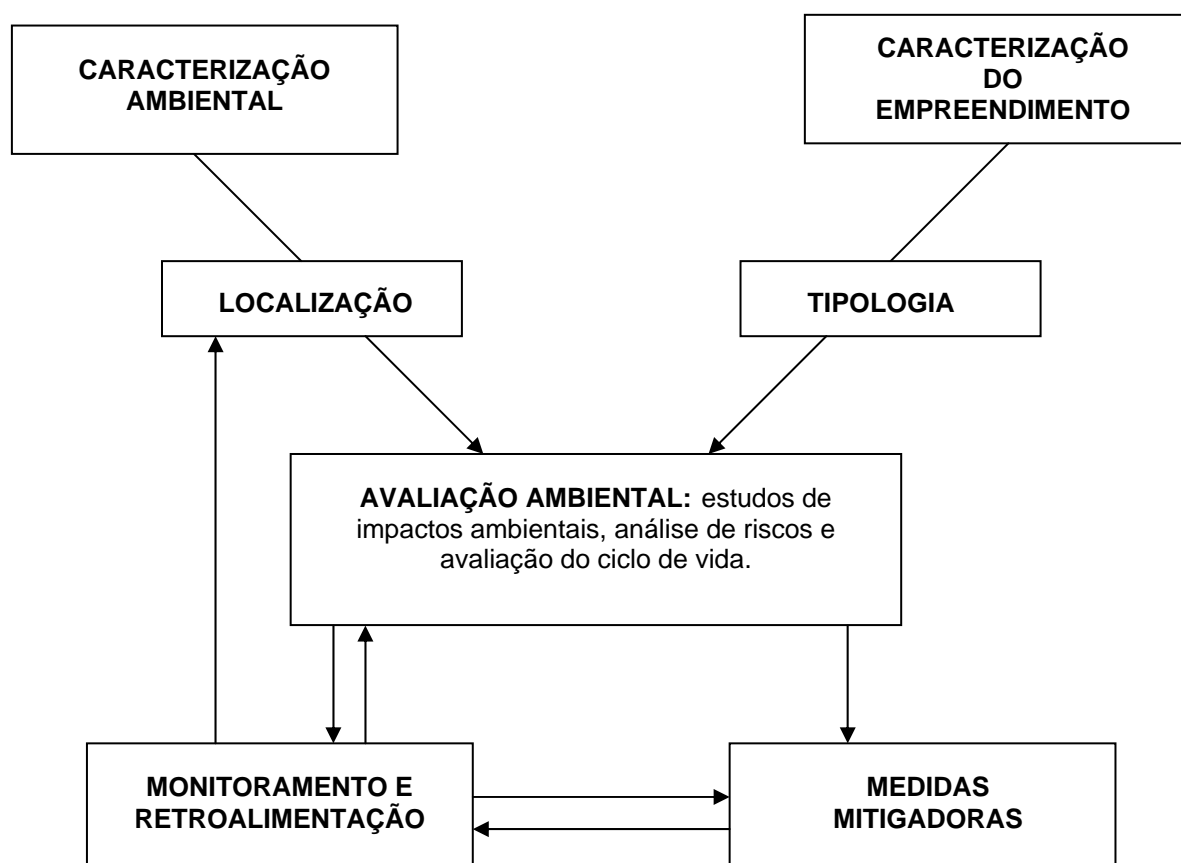 CARACTERIZAÇÃO
AMBIENTAL
CARACTERIZAÇÃO
DO
EMPREENDIMENTO
LOCALIZAÇÃO
TIPOLOGIA
AVALIAÇÃO AMBIENTAL: estudos de
impactos ambientais, análise de riscos e
avaliação do ciclo de vida.
MONITORAMENTO E
RETROALIMENTAÇÃO
MEDIDAS
MITIGADORAS